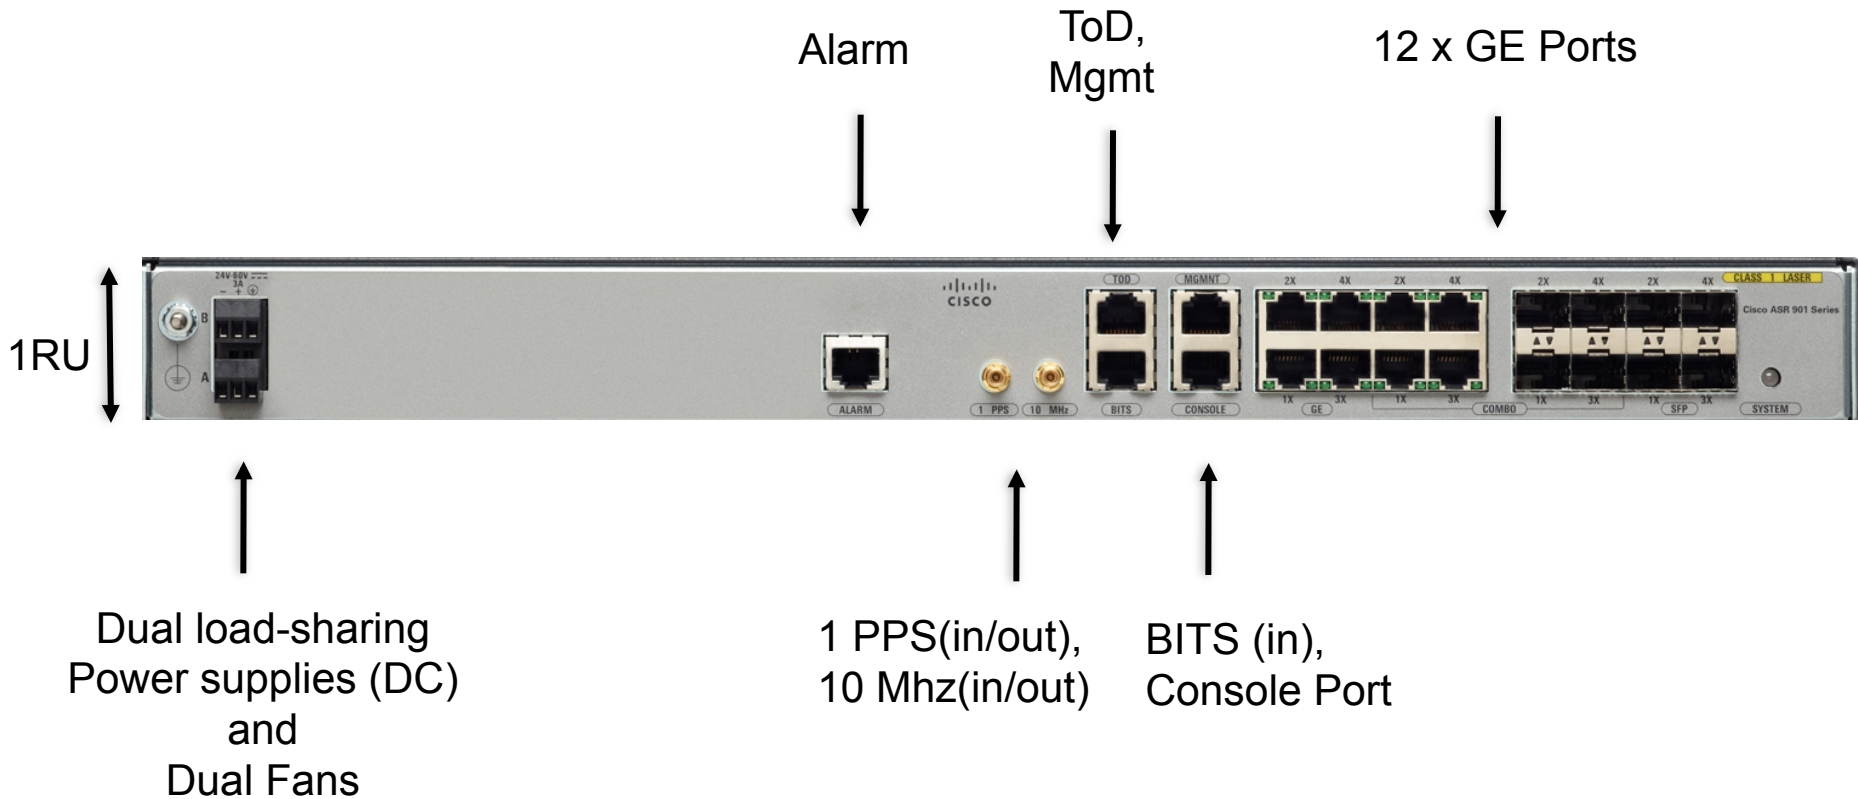 Alarm
ToD,
Mgmt
12 x GE Ports
1RU
24V-60V
3A
- +
B
A
CISCO
ALARM
1 PPS
10 MHz
TOD
MGMNT
BITS
CONSOLE
2X 4X 2X 4X
1X 3X 1X 3X
GE
COMBO
2X 4X 2X 4X
1X 3X 1X 3X
SFP
CLASS 1 LASER
Cisco ASR 901 Series
SYSTEM
Dual load-sharing
Power supplies (DC)
and
Dual Fans
1 PPS(in/out),
10 Mhz(in/out)
BITS (in),
Console Port